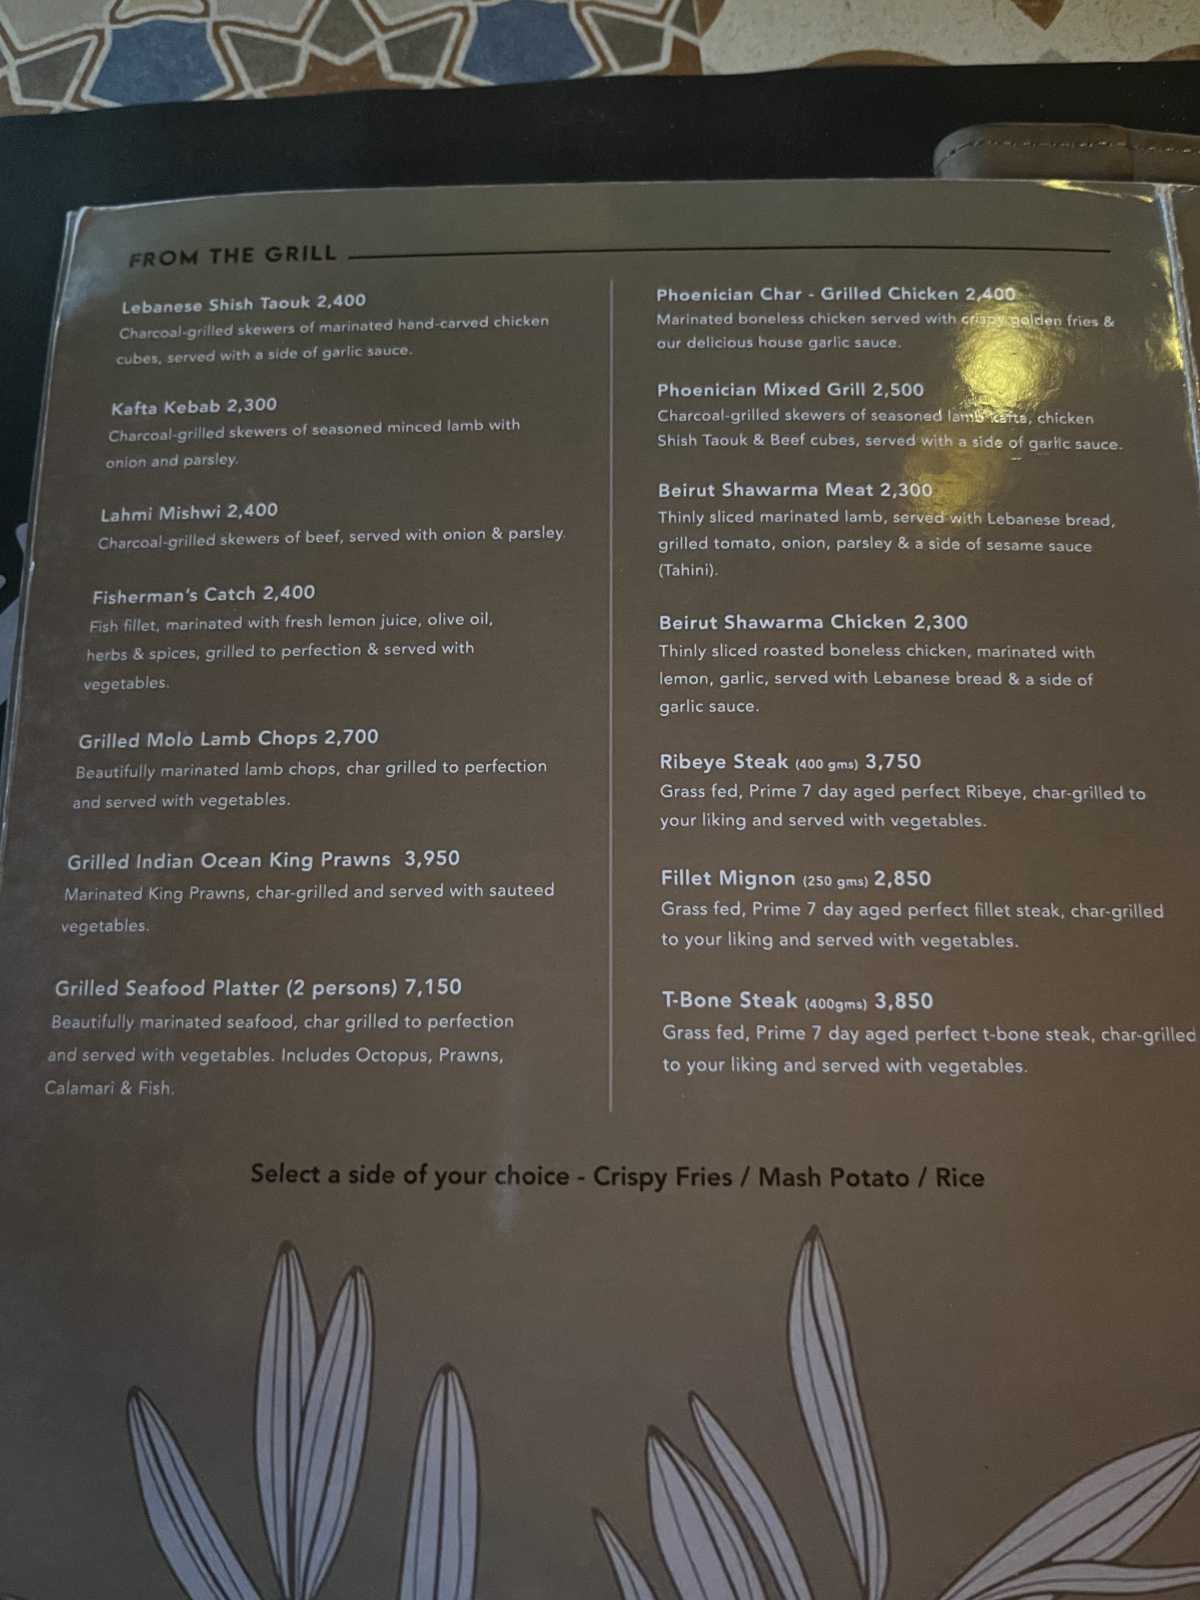 FROM THE GRILL
Lebanese Shish Taouk 2,400
Charcoal-grilled skewers of marinated hand-carved chicken
cubes, served with a side of garlic sauce.
Kafta Kebab 2,300
Charcoal-grilled skewers of seasoned minced lamb with
onion and parsley.
Lahmi Mishwi 2,400
Charcoal-grilled skewers of beef, served with onion & parsley.
Fisherman's Catch 2,400
Fish fillet, marinated with fresh lemon juice, olive oil,
herbs & spices, grilled to perfection & served with
vegetables.
Grilled Molo Lamb Chops 2,700
Beautifully marinated lamb chops, char grilled to perfection
and served with vegetables.
Grilled Indian Ocean King Prawns 3,950
Marinated King Prawns, char-grilled and served with sauteed
vegetables.
Grilled Seafood Platter (2 persons) 7,150
Beautifully marinated seafood, char grilled to perfection
and served with vegetables. Includes Octopus, Prawns,
Calamari & Fish.
Phoenician Char - Grilled Chicken 2,400
Marinated boneless chicken served with crispy golden fries &
our delicious house garlic sauce.
Phoenician Mixed Grill 2,500
Charcoal-grilled skewers of seasoned lamb kafta, chicken
Shish Taouk & Beef cubes, served with a side of garlic sauce.
Beirut Shawarma Meat 2,300
Thinly sliced marinated lamb, served with Lebanese bread,
grilled tomato, onion, parsley & a side of sesame sauce
(Tahini).
Beirut Shawarma Chicken 2,300
Thinly sliced roasted boneless chicken, marinated with
lemon, garlic, served with Lebanese bread & a side of
garlic sauce.
Ribeye Steak (400 gms) 3,750
Grass fed, Prime 7 day aged perfect Ribeye, char-grilled to
your liking and served with vegetables.
Fillet Mignon (250 gms) 2,850
Grass fed, Prime 7 day aged perfect fillet steak, char-grilled
to your liking and served with vegetables.
T-Bone Steak (400gms) 3,850
Grass fed, Prime 7 day aged perfect t-bone steak, char-grilled
to your liking and served with vegetables.
Select a side of your choice - Crispy Fries / Mash Potato / Rice